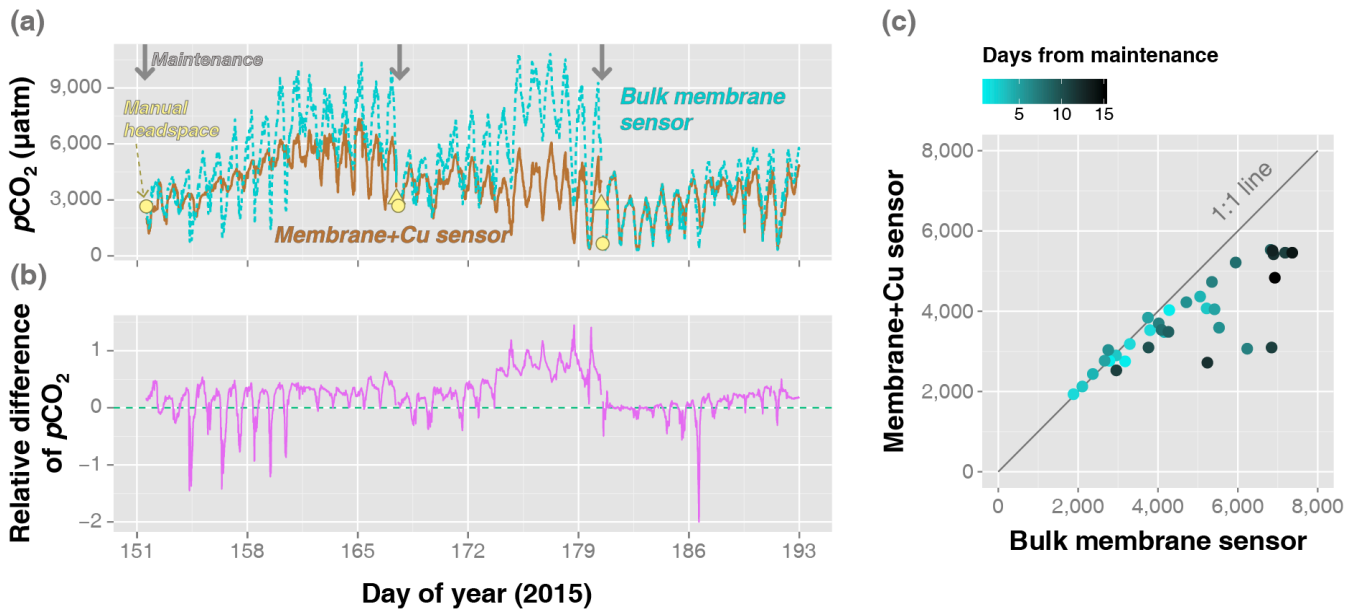 (a)
pCO2 (µatm)
9,000
6,000
3,000
0
Maintenance
Manual
headspace
Bulk membrane
sensor
Membrane+Cu sensor
(b)
Relative difference
of pCO2
1
0
−1
−2
151 158 165 172 179 186 193
Day of year (2015)
(c)
Days from maintenance
5 10 15
Membrane+Cu sensor
8,000
6,000
4,000
2,000
0
1:1 line
0 2,000 4,000 6,000 8,000
Bulk membrane sensor